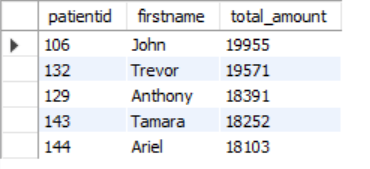 patientid firstname total_amount
106 John 19955
132 Trevor 19571
129 Anthony 18391
143 Tamara 18252
144 Ariel 18103